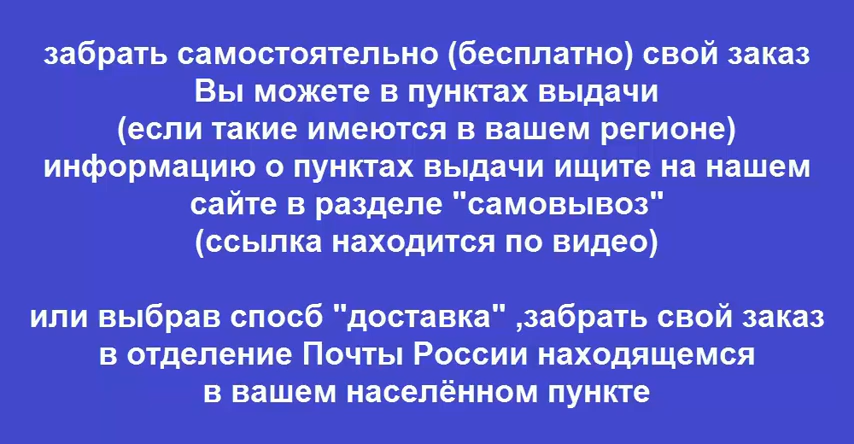 забрать самостоятельно (бесплатно) свой заказ
Вы можете в пунктах выдачи
(если такие имеются в вашем регионе)
информацию о пунктах выдачи ищите на нашем
сайте в разделе "самовывоз"
(ссылка находится по видео)
или выбрав спосб "доставка" ,забрать свой заказ
в отделение Почты России находящемся
в вашем населённом пункте